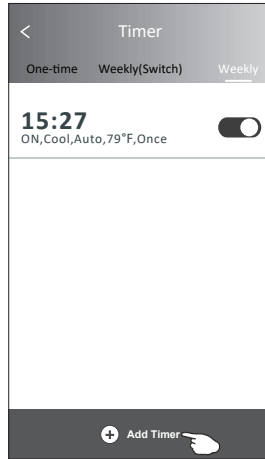 Timer
One-time Weekly(Switch) Weekly
15:27
ON,Cool,Auto,79°F,Once
Add Timer